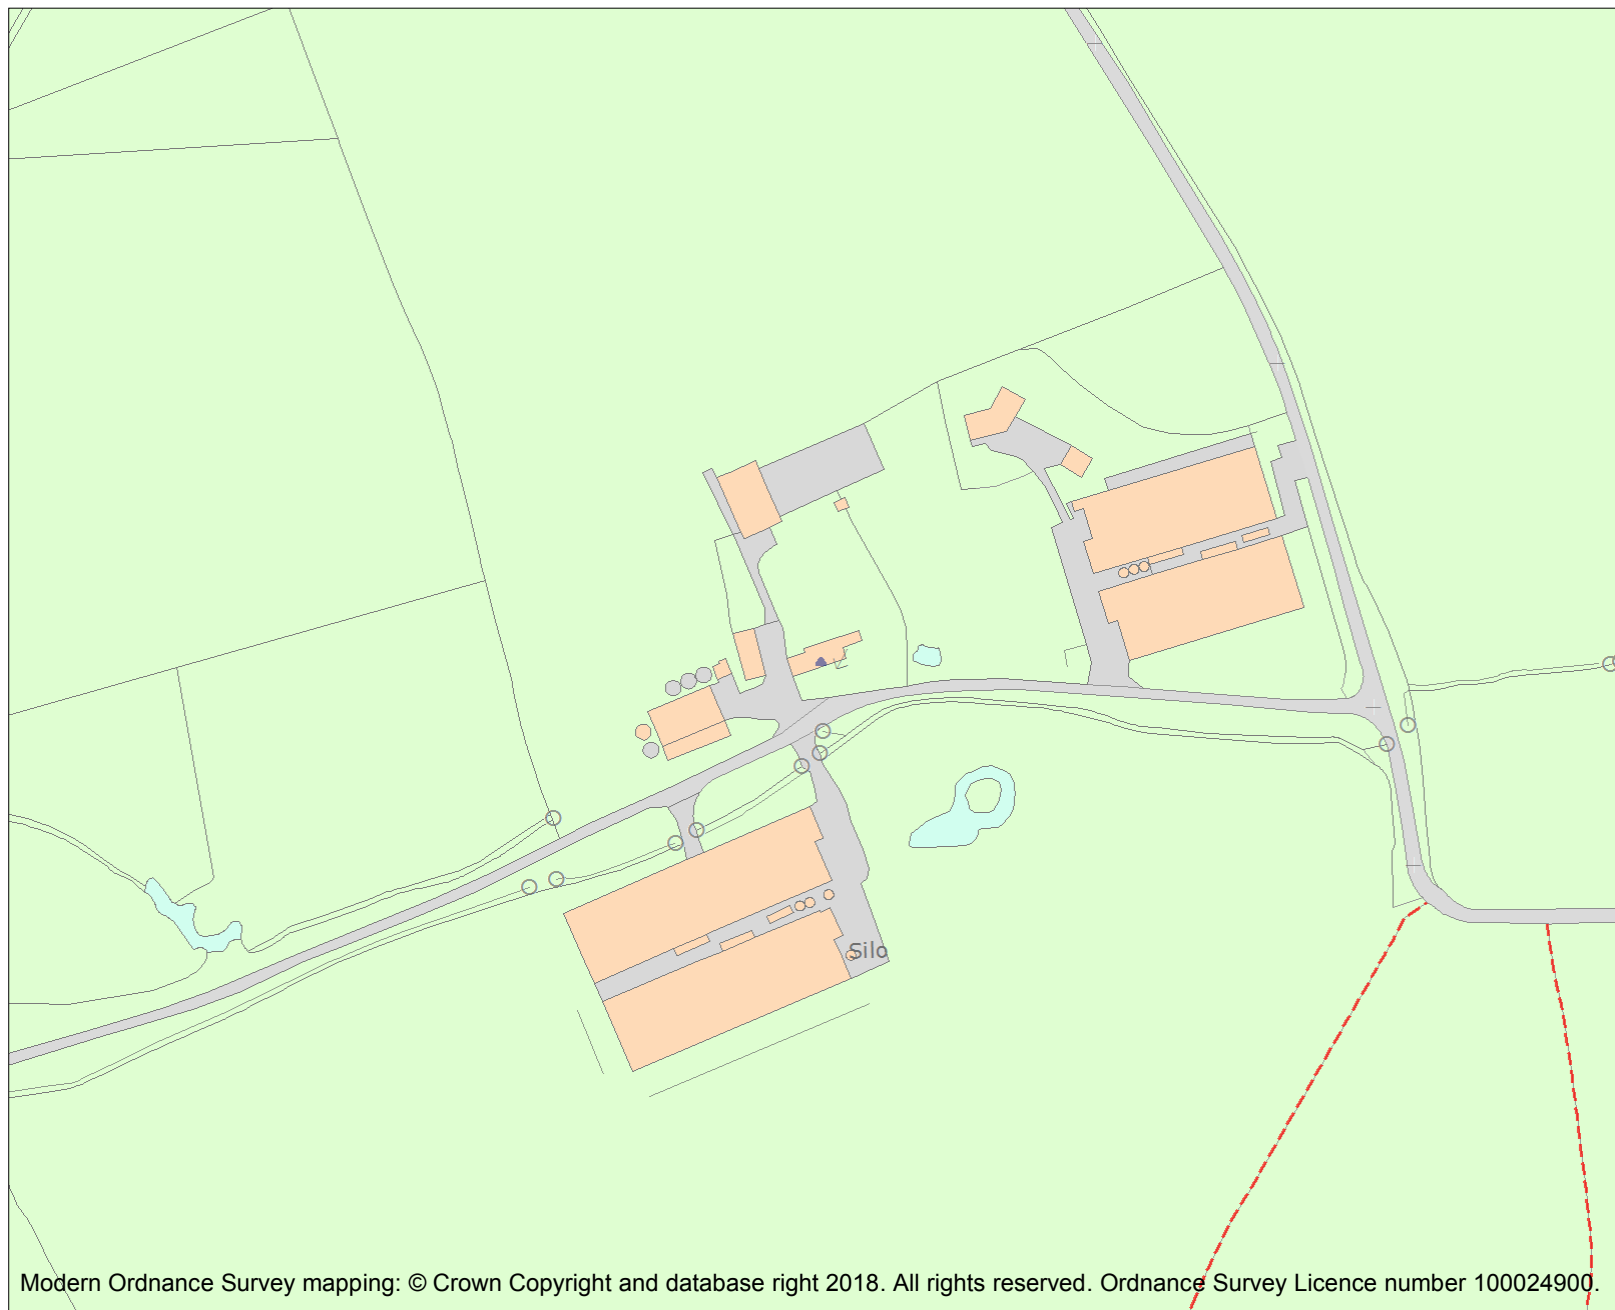 Silo
Modern Ordnance Survey mapping: © Crown Copyright and database right 2018. All rights reserved. Ordnance Survey Licence number 100024900.